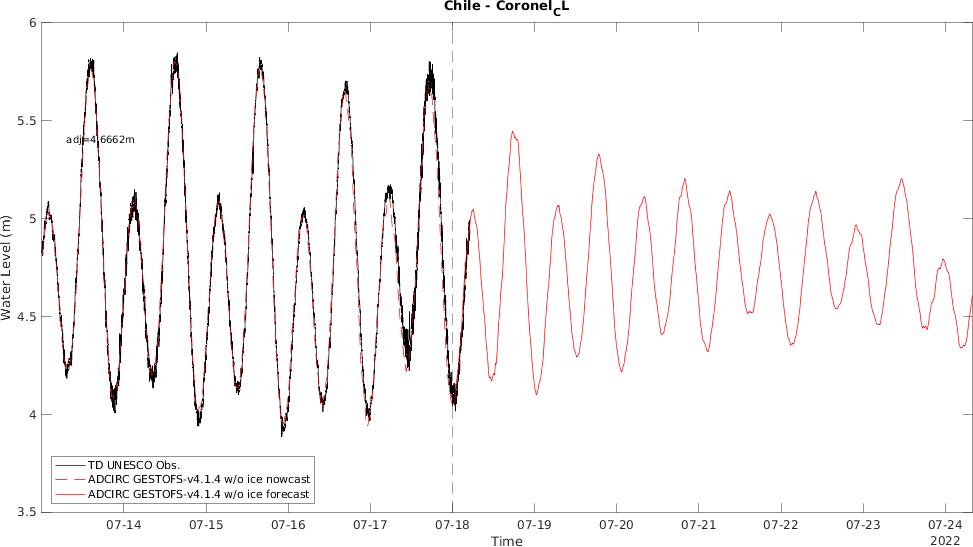 Chile - Coronel_CL
6
5.5
5
4.5
4
3.5
Water Level (m)
adj=4.6662m
TD UNESCO Obs.
ADCIRC GESTOFS-v4.1.4 w/o ice nowcast
ADCIRC GESTOFS-v4.1.4 w/o ice forecast
07-14 07-15 07-16 07-17 07-18 07-19 07-20 07-21 07-22 07-23 07-24
Time
2022